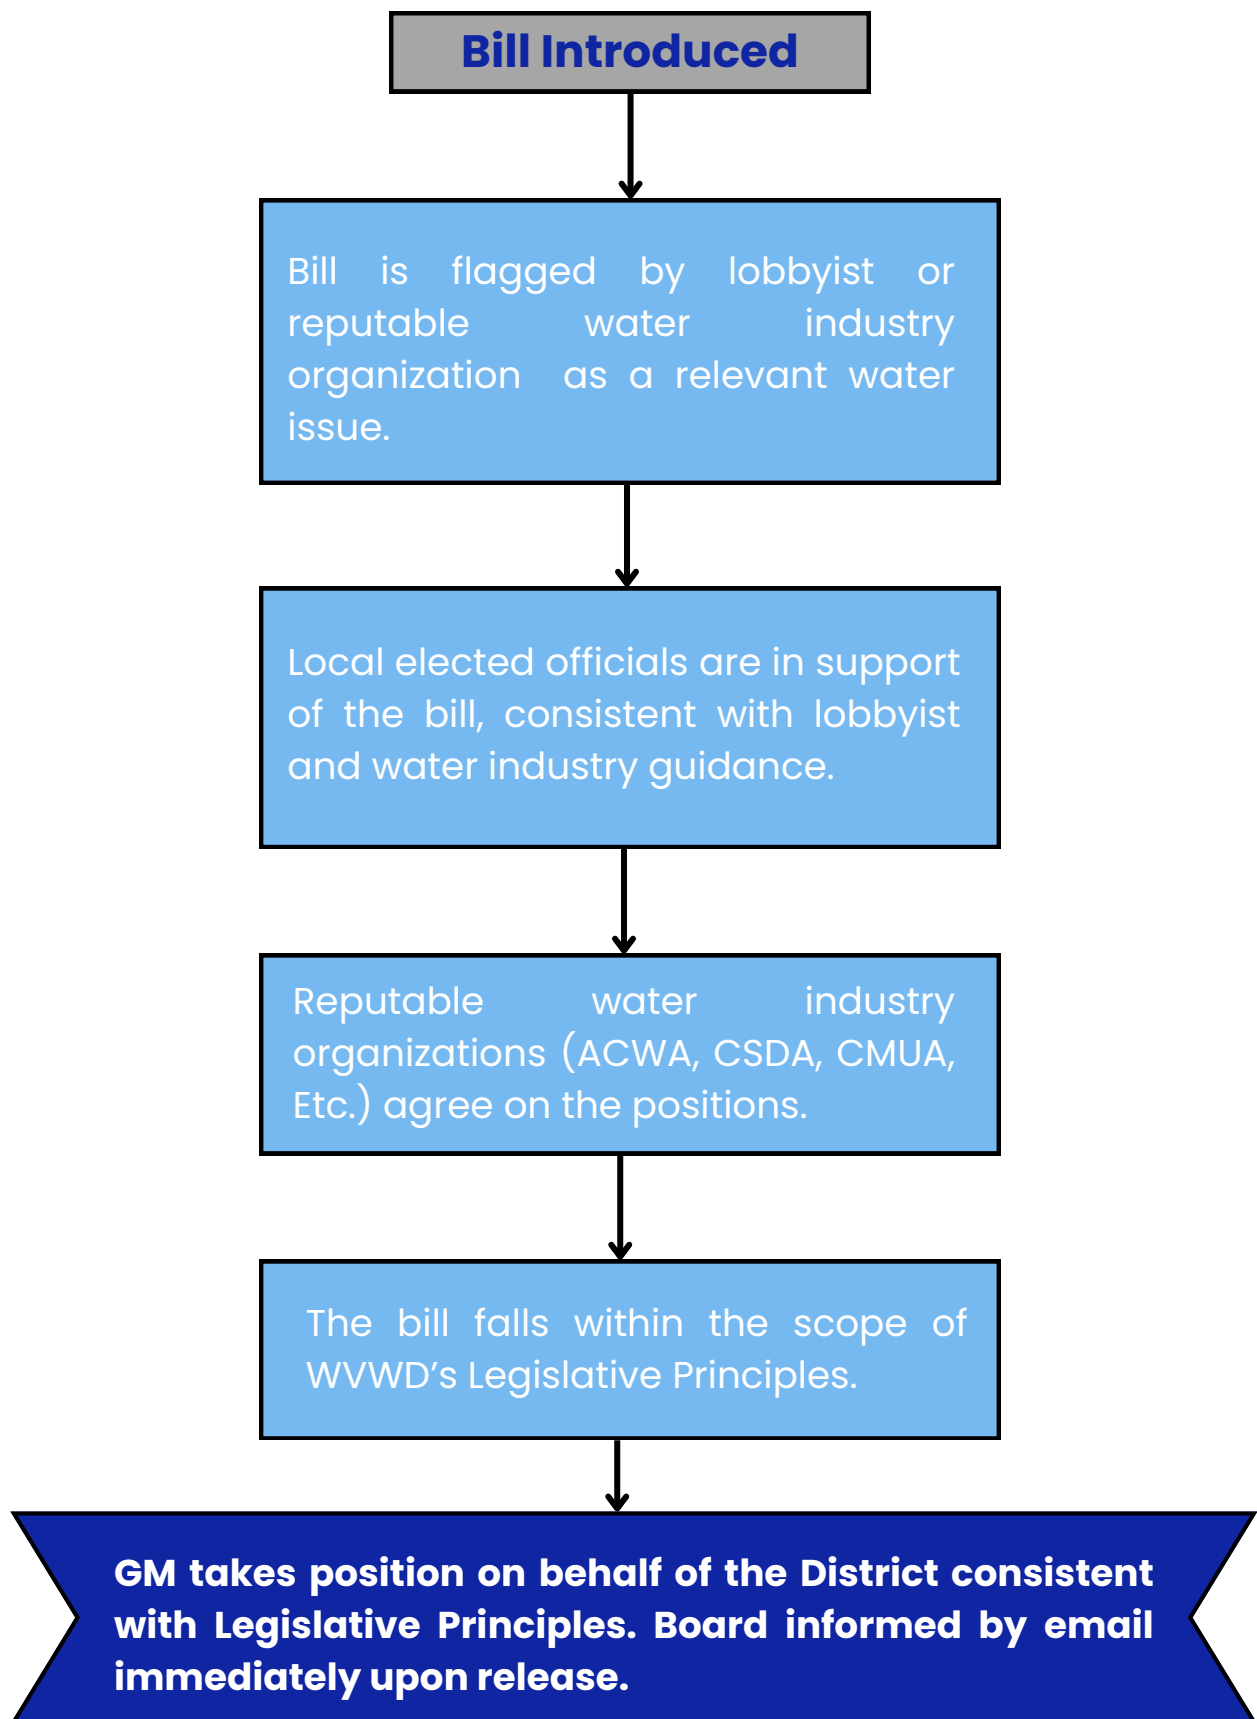 Bill Introduced
Bill is flagged by lobbyist or
reputable water industry
organization as a relevant water
issue.
Local elected officials are in support
of the bill, consistent with lobbyist
and water industry guidance.
Reputable water industry
organizations (ACWA, CSDA, CMUA,
Etc.) agree on the positions.
The bill falls within the scope of
WVWD’s Legislative Principles.
GM takes position on behalf of the District consistent
with Legislative Principles. Board informed by email
immediately upon release.